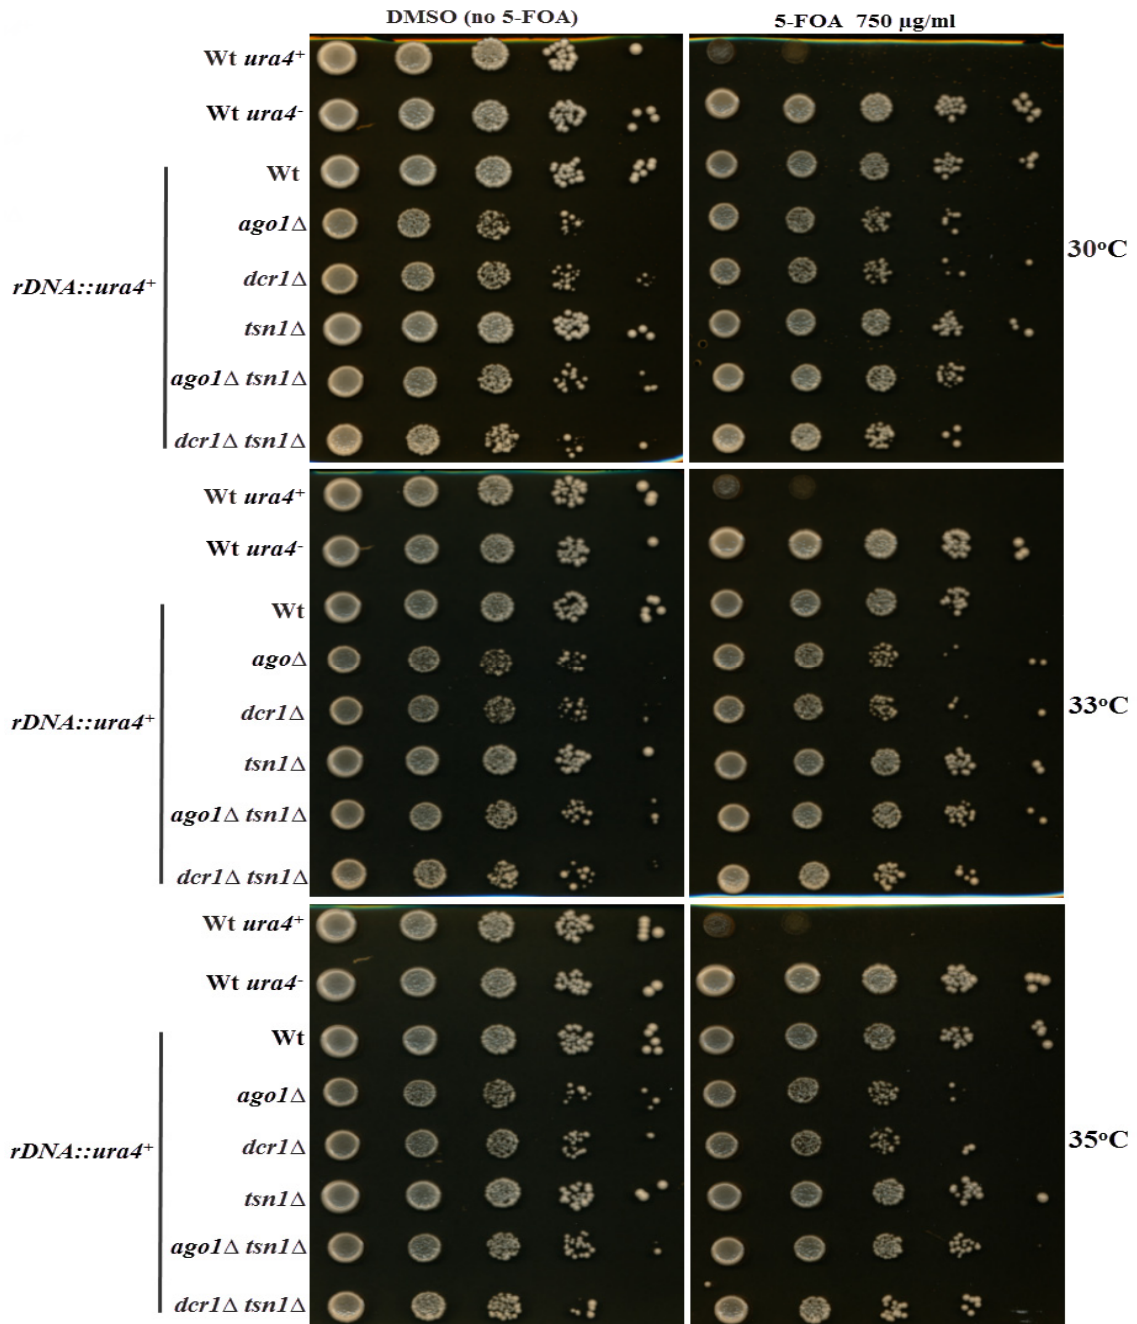 DMSO (no 5-FOA)
5-FOA 750 µg/ml
Wt ura4⁺
Wt ura4⁻
Wt
ago1Δ
dcr1Δ
tsn1Δ
ago1Δ tsn1Δ
dcr1Δ tsn1Δ
rDNA::ura4⁺
30°C
Wt ura4⁺
Wt ura4⁻
Wt
agoΔ
dcr1Δ
tsn1Δ
ago1Δ tsn1Δ
dcr1Δ tsn1Δ
rDNA::ura4⁺
33°C
Wt ura4⁺
Wt ura4⁻
Wt
ago1Δ
dcr1Δ
tsn1Δ
ago1Δ tsn1Δ
dcr1Δ tsn1Δ
rDNA::ura4⁺
35°C